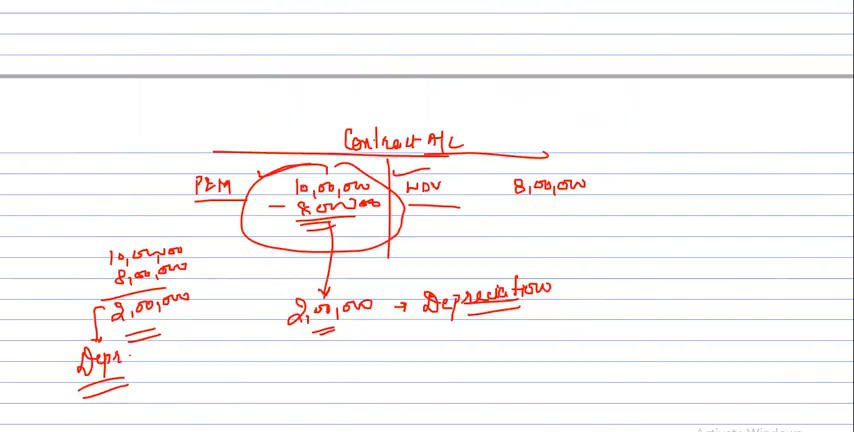 Contract A/C
P&M 10,00,000 WDV 8,00,000
- 8,00,000
10,00,000
8,00,000
2,00,000
2,00,000 → Depreciation
Depr.